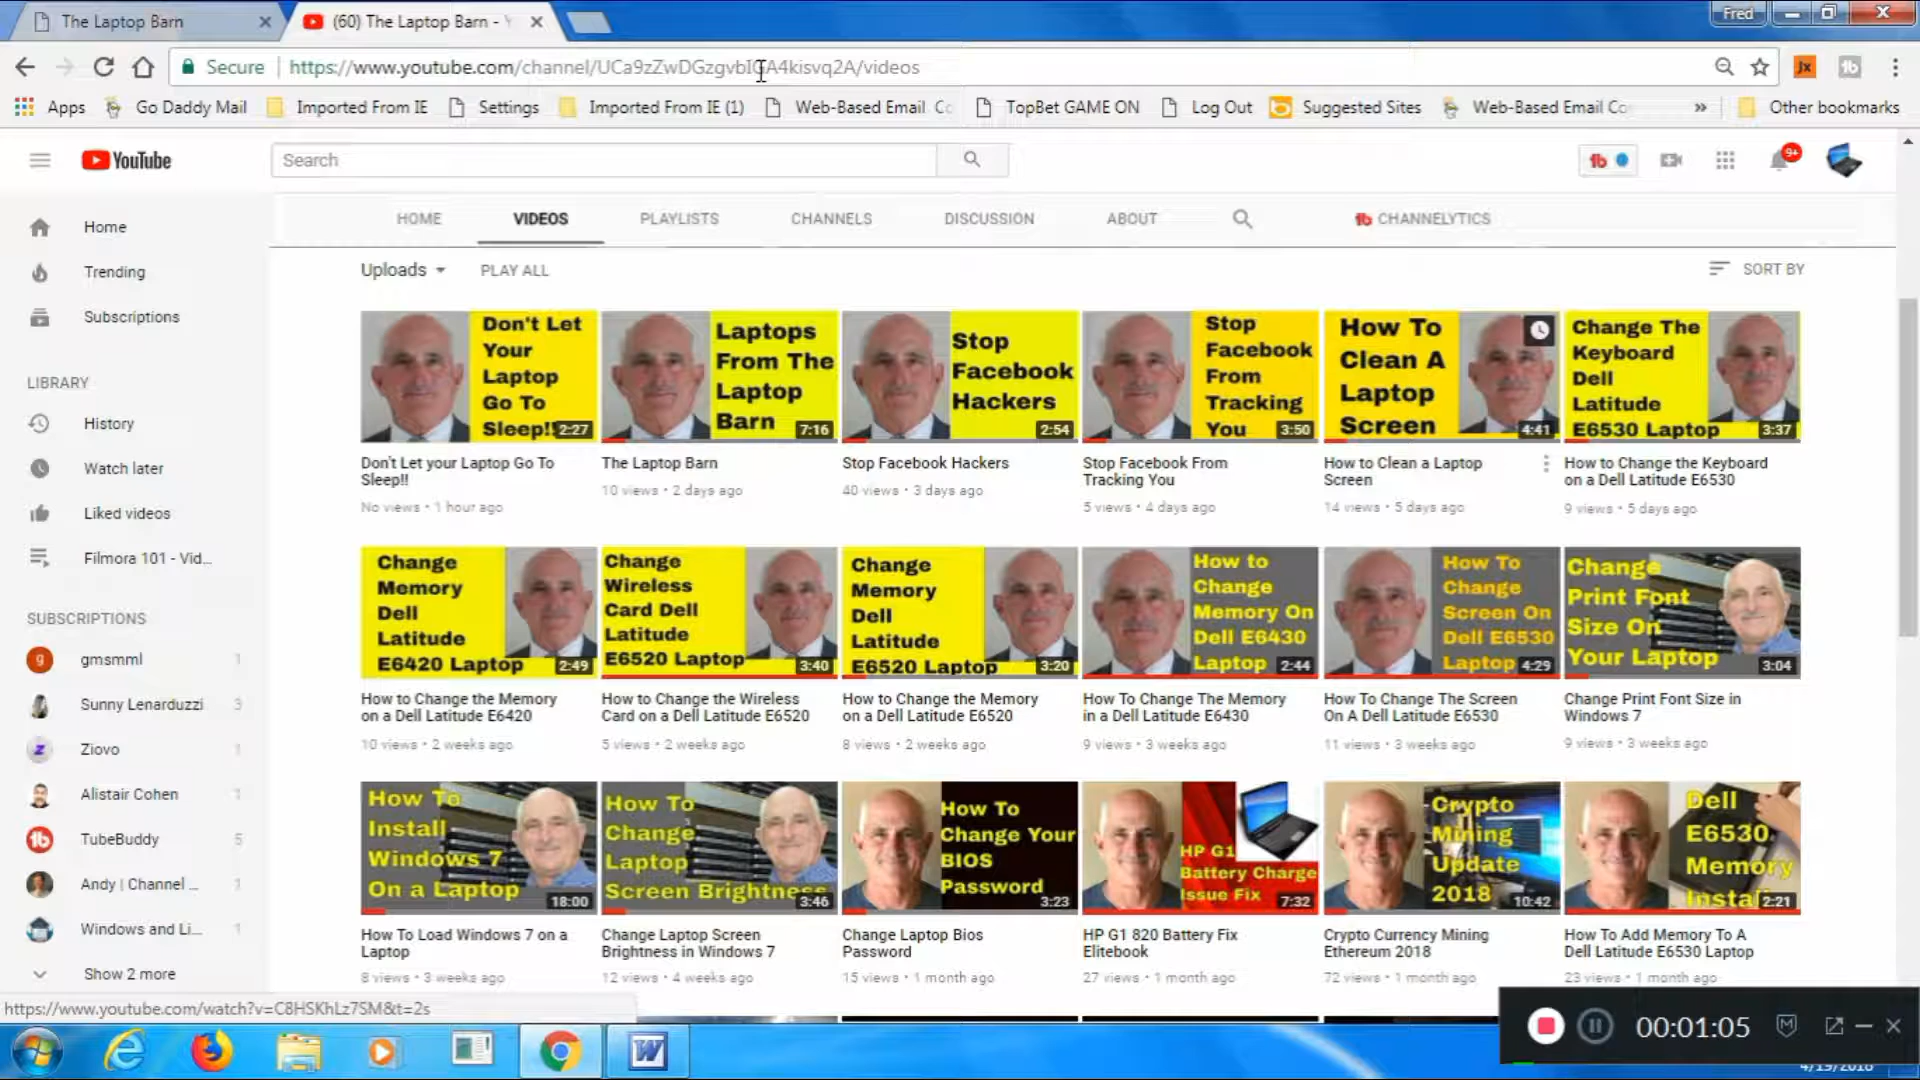 The Laptop Barn
(60) The Laptop Barn - Y
Fred
Secure
https://www.youtube.com/channel/UCa9zZwDGzgvbIGA4kisvq2A/videos
Apps
Go Daddy Mail
Imported From IE
Settings
Imported From IE (1)
Web-Based Email Cc
TopBet GAME ON
Log Out
Suggested Sites
Web-Based Email Co
»
Other bookmarks
YouTube
Search
9+
HOME
VIDEOS
PLAYLISTS
CHANNELS
DISCUSSION
ABOUT
CHANNELYTICS
Home
Trending
Subscriptions
LIBRARY
History
Watch later
Liked videos
Filmora 101 - Vid...
SUBSCRIPTIONS
gmsmml 1
Sunny Lenarduzzi 3
Ziovo 1
Alistair Cohen 1
TubeBuddy 5
Andy | Channel ... 1
Windows and Li... 1
Show 2 more
Uploads
PLAY ALL
SORT BY
Don't Let
Your
Laptop
Go To
Sleep!!
2:27
Don't Let your Laptop Go To
Sleep!!
No views • 1 hour ago
Laptops
From The
Laptop
Barn
7:16
The Laptop Barn
10 views • 2 days ago
Stop
Facebook
Hackers
2:54
Stop Facebook Hackers
40 views • 3 days ago
Stop
Facebook
From
Tracking
You
3:50
Stop Facebook From
Tracking You
5 views • 4 days ago
How To
Clean A
Laptop
Screen
4:41
How to Clean a Laptop
Screen
14 views • 5 days ago
Change The
Keyboard
Dell
Latitude
E6530 Laptop
3:37
How to Change the Keyboard
on a Dell Latitude E6530
9 views • 5 days ago
Change
Memory
Dell
Latitude
E6420 Laptop
2:49
How to Change the Memory
on a Dell Latitude E6420
10 views • 2 weeks ago
Change
Wireless
Card Dell
Latitude
E6520 Laptop
3:40
How to Change the Wireless
Card on a Dell Latitude E6520
5 views • 2 weeks ago
Change
Memory
Dell
Latitude
E6520 Laptop
3:20
How to Change the Memory
on a Dell Latitude E6520
8 views • 2 weeks ago
How to
Change
Memory On
Dell E6430
Laptop
2:44
How To Change The Memory
in a Dell Latitude E6430
9 views • 3 weeks ago
How To
Change
Screen On
Dell E6530
Laptop
4:29
How To Change The Screen
On A Dell Latitude E6530
11 views • 3 weeks ago
Change
Print Font
Size On
Your Laptop
3:04
Change Print Font Size in
Windows 7
9 views • 3 weeks ago
How To
Install
Windows 7
On a Laptop
18:00
How To Load Windows 7 on a
Laptop
8 views • 3 weeks ago
How To
Change
Laptop
Screen Brightness
3:46
Change Laptop Screen
Brightness in Windows 7
12 views • 4 weeks ago
How To
Change Your
BIOS
Password
3:23
Change Laptop Bios
Password
15 views • 1 month ago
HP G1
Battery Charge
Issue Fix
7:32
HP G1 820 Battery Fix
Elitebook
27 views • 1 month ago
Crypto
Mining
Update
2018
10:42
Crypto Currency Mining
Ethereum 2018
72 views • 1 month ago
Dell
E6530
Memory
Instal
2:21
How To Add Memory To A
Dell Latitude E6530 Laptop
23 views • 1 month ago
https://www.youtube.com/watch?v=C8HSKhLz7SM&t=2s
00:01:05
4/19/2018